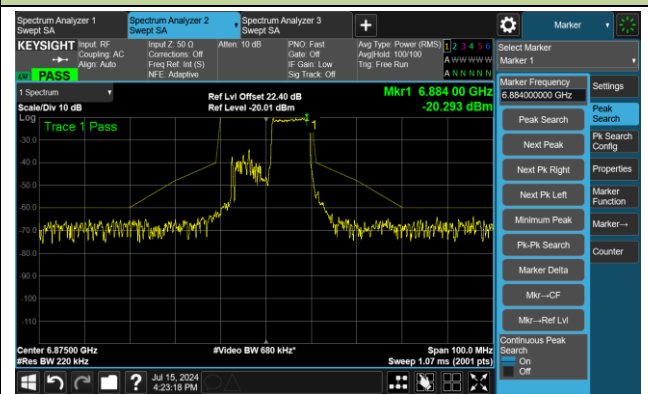 Spectrum Analyzer 1
Swept SA
Spectrum Analyzer 2
Swept SA
Spectrum Analyzer 3
Swept SA
+
Marker
KEYSIGHT
Input: RF
Coupling: AC
Align: Auto
Input Z: 50 Ω
Corrections: Off
Freq Ref: Int (S)
NFE: Adaptive
Atten: 10 dB
PNO: Fast
Gate: Off
IF Gain: Low
Sig Track: Off
Avg Type: Power (RMS)
Avg|Hold: 100/100
Trig: Free Run
1 2 3 4 5 6
A W W W W W
A N N N N N
PASS
Select Marker
Marker 1
1 Spectrum
Scale/Div 10 dB
Ref Lvl Offset 22.40 dB
Ref Level -20.01 dBm
Mkr1 6.884 00 GHz
-20.293 dBm
Log
Trace 1 Pass
1
-30.0
-40.0
-50.0
-60.0
-70.0
-80.0
-90.0
-100
-110
Center 6.87500 GHz
#Res BW 220 kHz
#Video BW 680 kHz*
Span 100.0 MHz
Sweep 1.07 ms (2001 pts)
Marker Frequency
6.884000000 GHz
Peak Search
Next Peak
Next Pk Right
Next Pk Left
Minimum Peak
Pk-Pk Search
Marker Delta
Mkr→CF
Mkr→Ref Lvl
Continuous Peak
Search
On
Off
Settings
Peak
Search
Pk Search
Config
Properties
Marker
Function
Marker→
Counter
?
Jul 15, 2024
4:23:18 PM